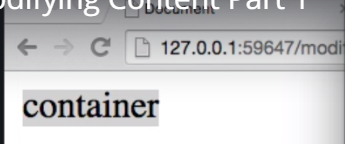 odifying Content Part 1
Document
127.0.0.1:59647/modi
container